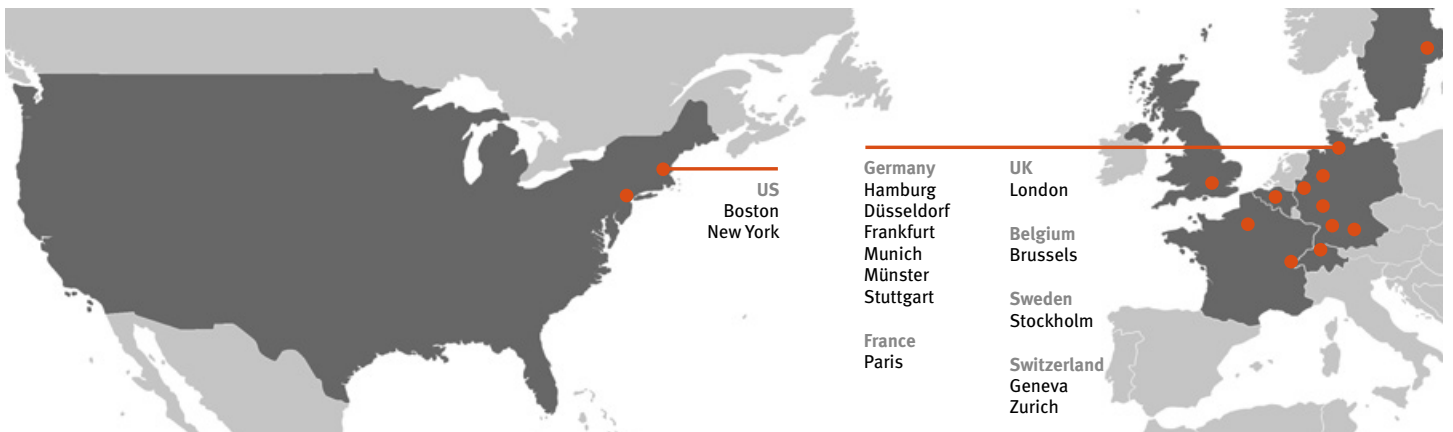 US
Boston
New York
Germany
Hamburg
Düsseldorf
Frankfurt
Munich
Münster
Stuttgart
France
Paris
UK
London
Belgium
Brussels
Sweden
Stockholm
Switzerland
Geneva
Zurich